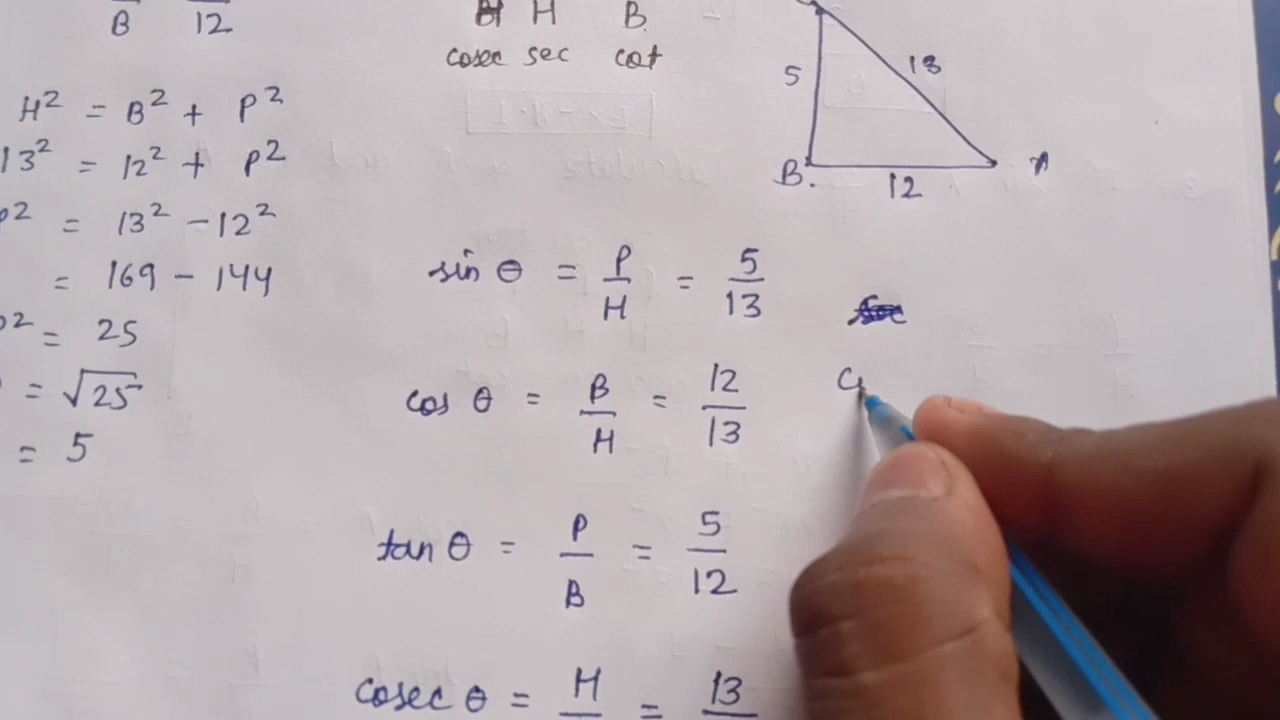 B 12
H H B
cosec sec cot
H² = B² + P²
13² = 12² + P²
P² = 13² - 12²
= 169 - 144
P² = 25
= √25
= 5
5 13
B. 12
sin θ = P/H = 5/13
cos θ = B/H = 12/13
tan θ = P/B = 5/12
cosec θ = H = 13